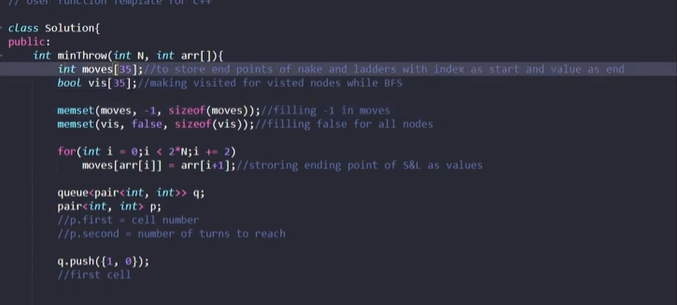 // User function Template for C++
class Solution{
public:
int minThrow(int N, int arr[]){
int moves[35];//to store end points of nake and ladders with index as start and value as end
bool vis[35];//making visited for visted nodes while BFS
memset(moves, -1, sizeof(moves));//filling -1 in moves
memset(vis, false, sizeof(vis));//filling false for all nodes
for(int i = 0;i < 2*N;i += 2)
moves[arr[i]] = arr[i+1];//stroring ending point of S&L as values
queue<pair<int, int>> q;
pair<int, int> p;
//p.first = cell number
//p.second = number of turns to reach
q.push({1, 0});
//first cell